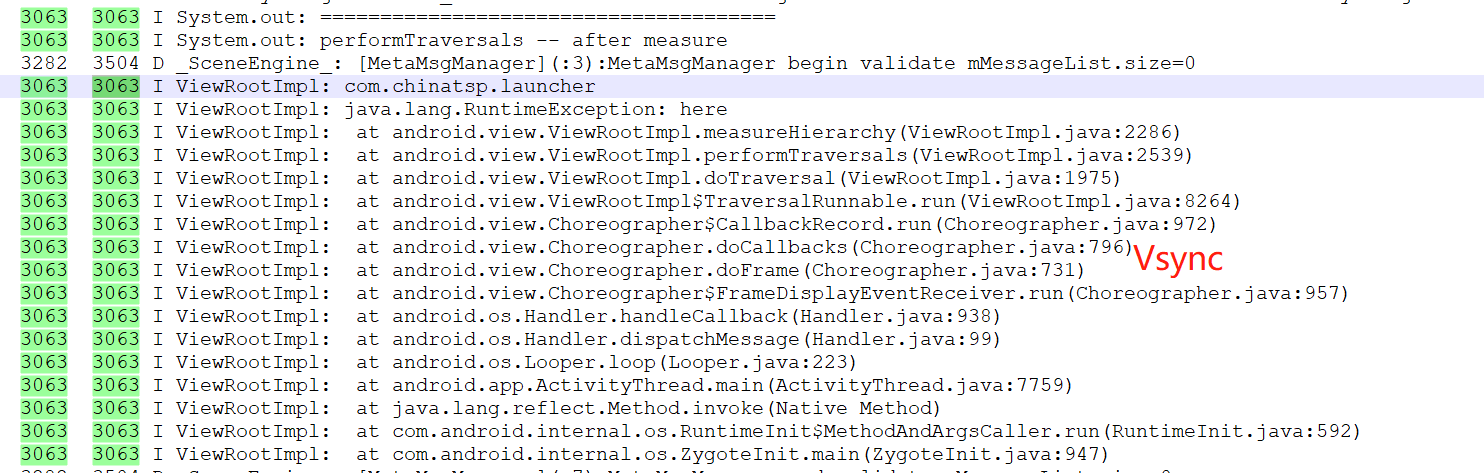 3063 3063 I System.out: ======================================
3063 3063 I System.out: performTraversals -- after measure
3282 3504 D _SceneEngine_: [MetaMsgManager](:3):MetaMsgManager begin validate mMessageList.size=0
3063 3063 I ViewRootImpl: com.chinatsp.launcher
3063 3063 I ViewRootImpl: java.lang.RuntimeException: here
3063 3063 I ViewRootImpl: at android.view.ViewRootImpl.measureHierarchy(ViewRootImpl.java:2286)
3063 3063 I ViewRootImpl: at android.view.ViewRootImpl.performTraversals(ViewRootImpl.java:2539)
3063 3063 I ViewRootImpl: at android.view.ViewRootImpl.doTraversal(ViewRootImpl.java:1975)
3063 3063 I ViewRootImpl: at android.view.ViewRootImpl$TraversalRunnable.run(ViewRootImpl.java:8264)
3063 3063 I ViewRootImpl: at android.view.Choreographer$CallbackRecord.run(Choreographer.java:972)
3063 3063 I ViewRootImpl: at android.view.Choreographer.doCallbacks(Choreographer.java:796)
Vsync
3063 3063 I ViewRootImpl: at android.view.Choreographer.doFrame(Choreographer.java:731)
3063 3063 I ViewRootImpl: at android.view.Choreographer$FrameDisplayEventReceiver.run(Choreographer.java:957)
3063 3063 I ViewRootImpl: at android.os.Handler.handleCallback(Handler.java:938)
3063 3063 I ViewRootImpl: at android.os.Handler.dispatchMessage(Handler.java:99)
3063 3063 I ViewRootImpl: at android.os.Looper.loop(Looper.java:223)
3063 3063 I ViewRootImpl: at android.app.ActivityThread.main(ActivityThread.java:7759)
3063 3063 I ViewRootImpl: at java.lang.reflect.Method.invoke(Native Method)
3063 3063 I ViewRootImpl: at com.android.internal.os.RuntimeInit$MethodAndArgsCaller.run(RuntimeInit.java:592)
3063 3063 I ViewRootImpl: at com.android.internal.os.ZygoteInit.main(ZygoteInit.java:947)